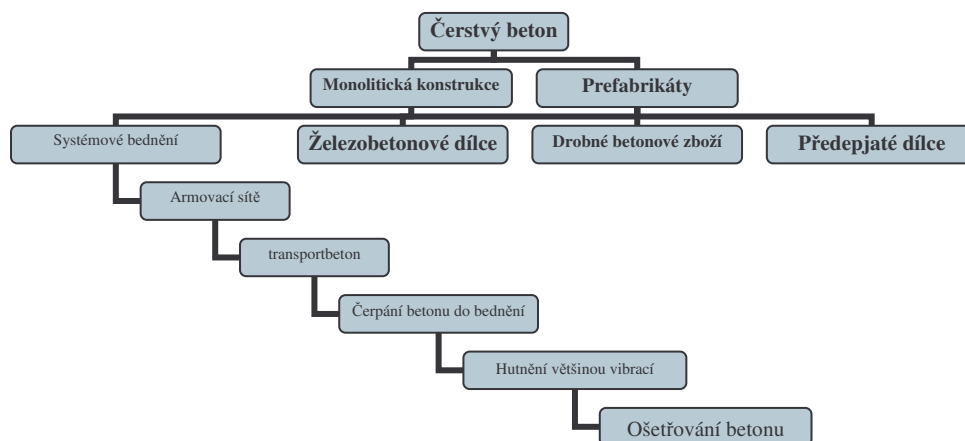 Čerstvý beton
Monolitická konstrukce
Prefabrikáty
Systémové bednění
Železobetonové dílce
Drobné betonové zboží
Předepjaté dílce
Armovací sítě
transportbeton
Čerpání betonu do bednění
Hutnění většinou vibrací
Ošetřování betonu